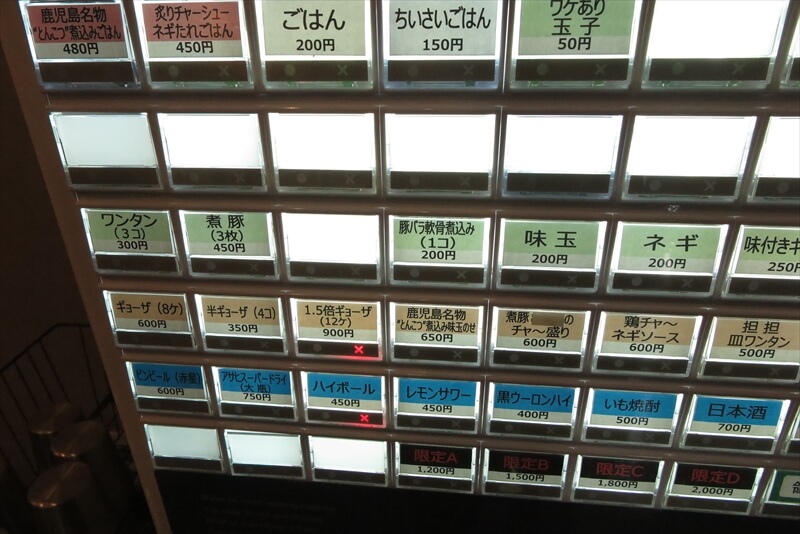 鹿児島名物
"とんこつ"煮込みごはん
480円
炙りチャーシュー
ネギたれごはん
450円
ごはん
200円
ちいさいごはん
150円
ワケあり
玉子
50円
ワンタン
(3コ)
300円
煮豚
(3枚)
450円
豚バラ軟骨煮込み
(1コ)
200円
味玉
200円
ネギ
200円
味付き
250円
ギョーザ(8ケ)
600円
半ギョーザ(4コ)
350円
1.5倍ギョーザ
(12ケ)
900円
×
鹿児島名物
"とんこつ"煮込み味玉のせ
650円
煮豚 の
チャ〜盛り
600円
鶏チャ〜
ネギソース
600円
担担
皿ワンタン
500円
ビンビール(赤星)
600円
アサヒスーパードライ
(大瓶)
750円
ハイボール
450円
×
レモンサワー
450円
黒ウーロンハイ
400円
いも焼酎
500円
日本酒
700円
限定A
1,200円
限定B
1,500円
限定C
1,800円
限定D
2,000円